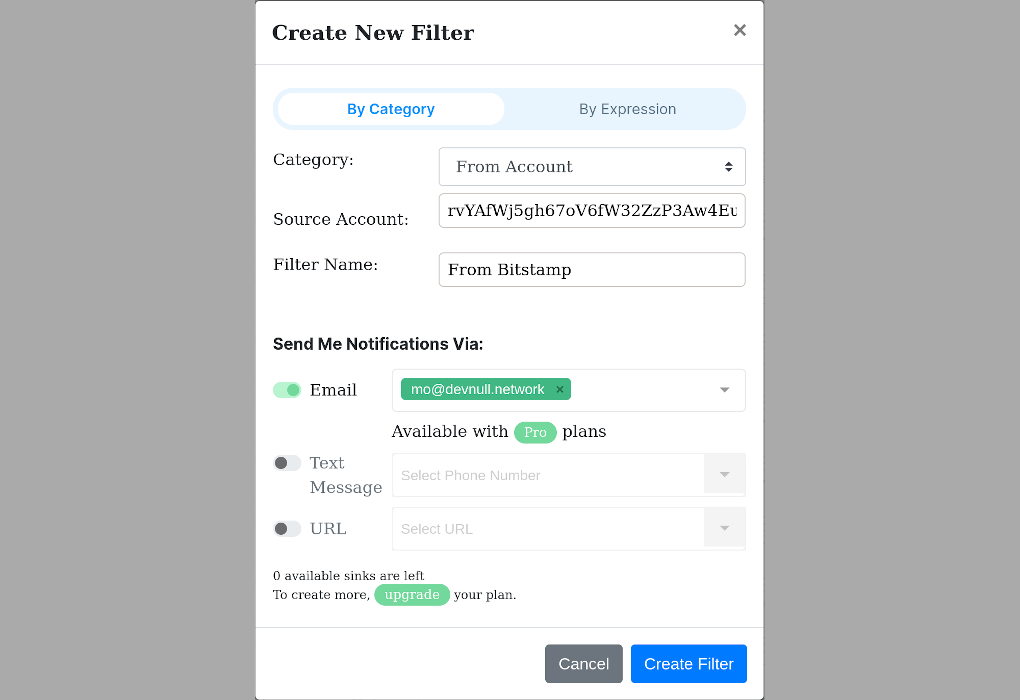 Create New Filter ×
By Category By Expression
Category: From Account
Source Account: rvYAfWj5gh67oV6fW32ZzP3Aw4Eu
Filter Name: From Bitstamp
Send Me Notifications Via:
Email mo@devnull.network ×
Available with Pro plans
Text Message Select Phone Number
URL Select URL
0 available sinks are left
To create more, upgrade your plan.
Cancel Create Filter